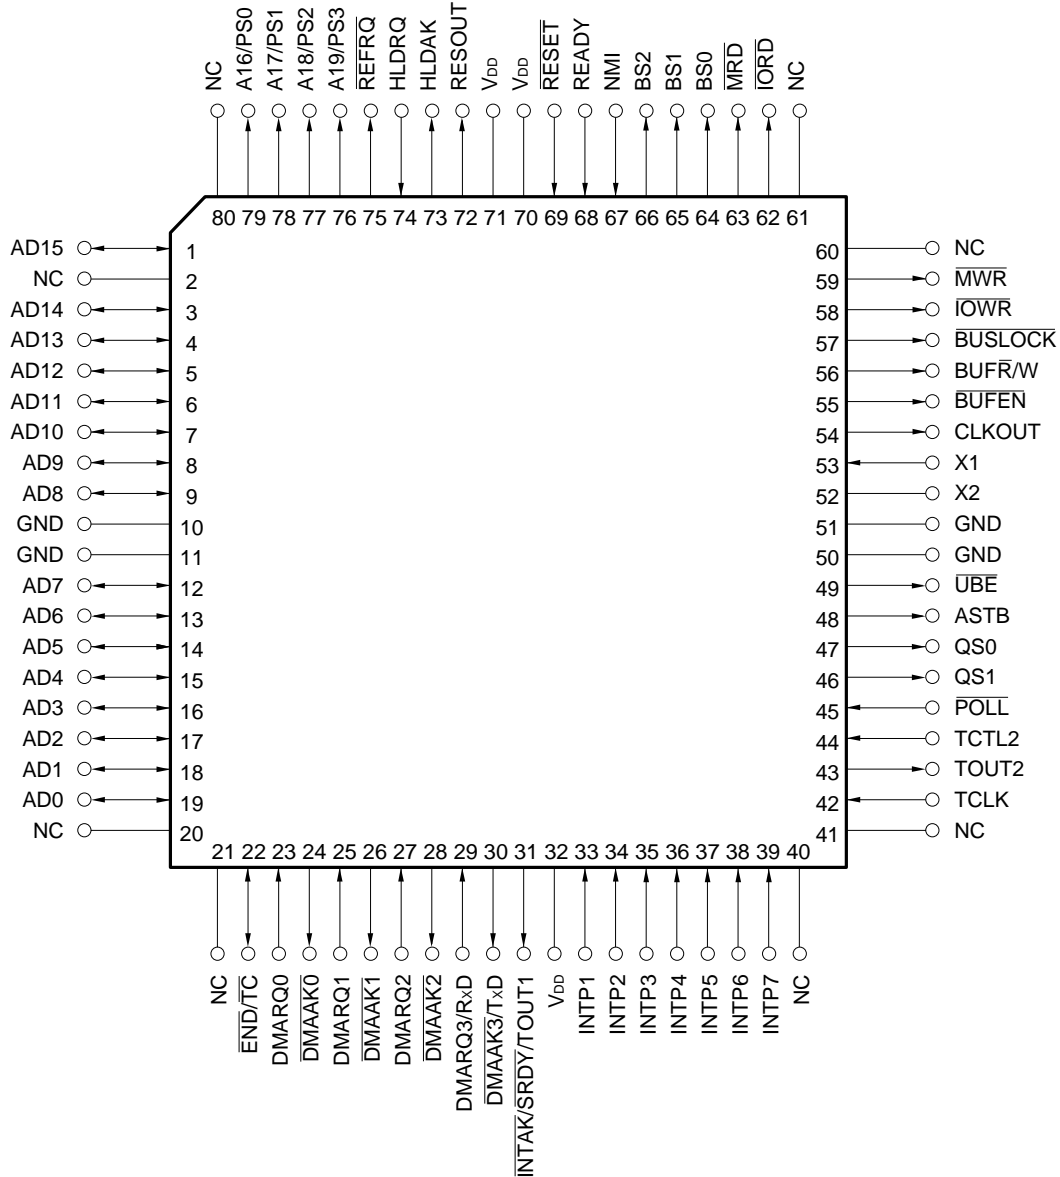 NC
A16/PS0
A17/PS1
A18/PS2
A19/PS3
REFRQ
HLDRQ
HLDAK
RESOUT
VDD
VDD
RESET
READY
NMI
BS2
BS1
BS0
MRD
IORD
NC
80 79 78 77 76 75 74 73 72 71 70 69 68 67 66 65 64 63 62 61
AD15 1 60 NC
NC 2 59 MWR
AD14 3 58 IOWR
AD13 4 57 BUSLOCK
AD12 5 56 BUFR/W
AD11 6 55 BUFEN
AD10 7 54 CLKOUT
AD9 8 53 X1
AD8 9 52 X2
GND 10 51 GND
GND 11 50 GND
AD7 12 49 UBE
AD6 13 48 ASTB
AD5 14 47 QS0
AD4 15 46 QS1
AD3 16 45 POLL
AD2 17 44 TCTL2
AD1 18 43 TOUT2
AD0 19 42 TCLK
NC 20 41 NC
21 22 23 24 25 26 27 28 29 30 31 32 33 34 35 36 37 38 39 40
NC
END/TC
DMARQ0
DMAAK0
DMARQ1
DMAAK1
DMARQ2
DMAAK2
DMARQ3/RxD
DMAAK3/TxD
INTAK/SRDY/TOUT1
VDD
INTP1
INTP2
INTP3
INTP4
INTP5
INTP6
INTP7
NC